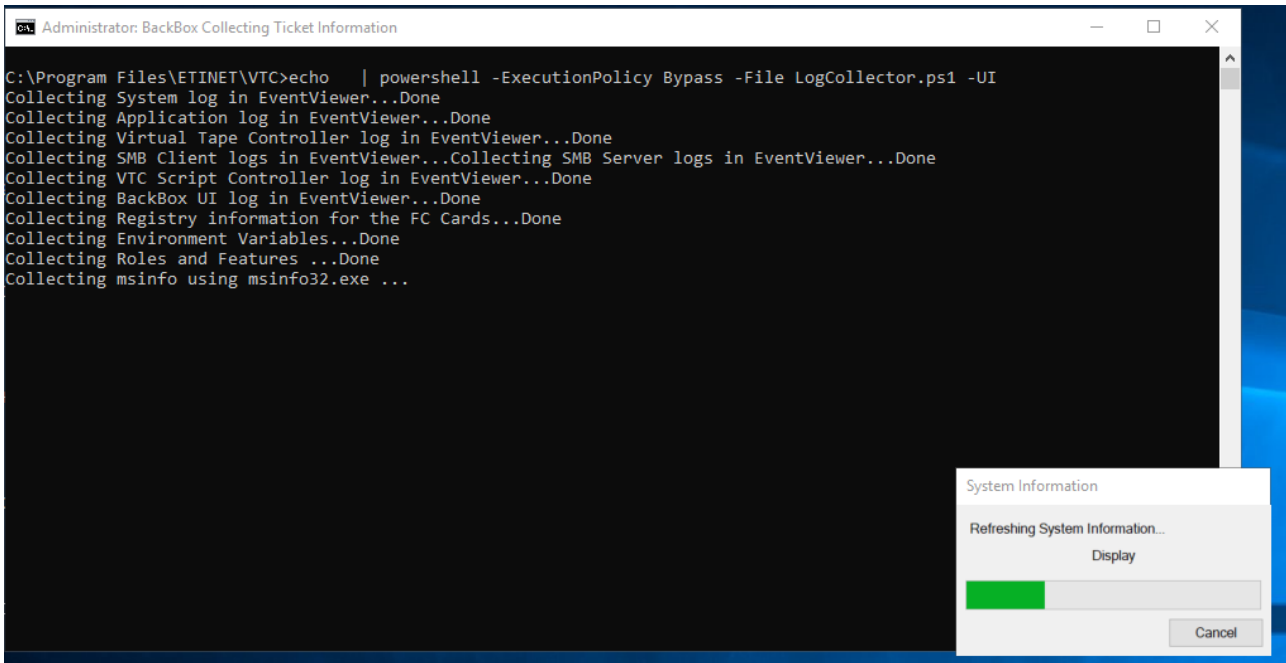 Administrator: BackBox Collecting Ticket Information
C:\Program Files\ETINET\VTC>echo   | powershell -ExecutionPolicy Bypass -File LogCollector.ps1 -UI
Collecting System log in EventViewer...Done
Collecting Application log in EventViewer...Done
Collecting Virtual Tape Controller log in EventViewer...Done
Collecting SMB Client logs in EventViewer...Collecting SMB Server logs in EventViewer...Done
Collecting VTC Script Controller log in EventViewer...Done
Collecting BackBox UI log in EventViewer...Done
Collecting Registry information for the FC Cards...Done
Collecting Environment Variables...Done
Collecting Roles and Features ...Done
Collecting msinfo using msinfo32.exe ...
System Information
Refreshing System Information...
Display
Cancel